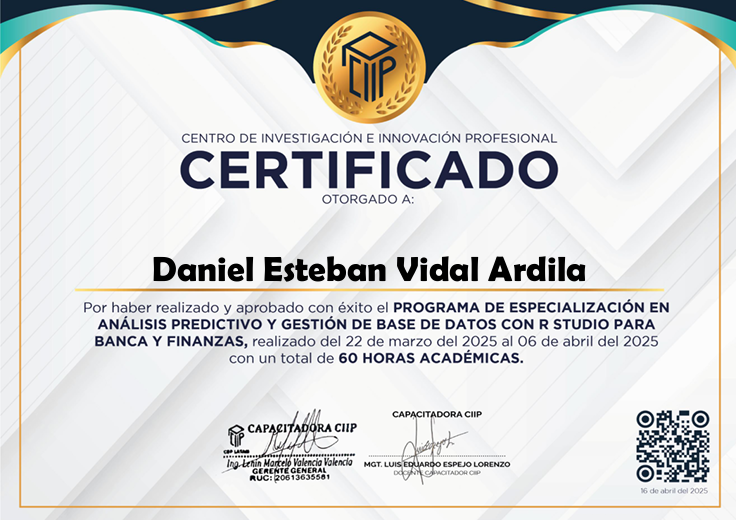 CIIP
CENTRO DE INVESTIGACIÓN E INNOVACIÓN PROFESIONAL
CERTIFICADO
OTORGADO A:
Daniel Esteban Vidal Ardila
Por haber realizado y aprobado con éxito el PROGRAMA DE ESPECIALIZACIÓN EN
ANÁLISIS PREDICTIVO Y GESTIÓN DE BASE DE DATOS CON R STUDIO PARA
BANCA Y FINANZAS, realizado del 22 de marzo del 2025 al 06 de abril del 2025
con un total de 60 HORAS ACADÉMICAS.
CAPACITADORA CIIP
Ing. Lenin Marcelo Valencia Valencia
GERENTE GENERAL
RUC: 20613635581
CAPACITADORA CIIP
MGT. LUIS EDUARDO ESPEJO LORENZO
DOCENTE CAPACITADOR CIIP
16 de abril del 2025